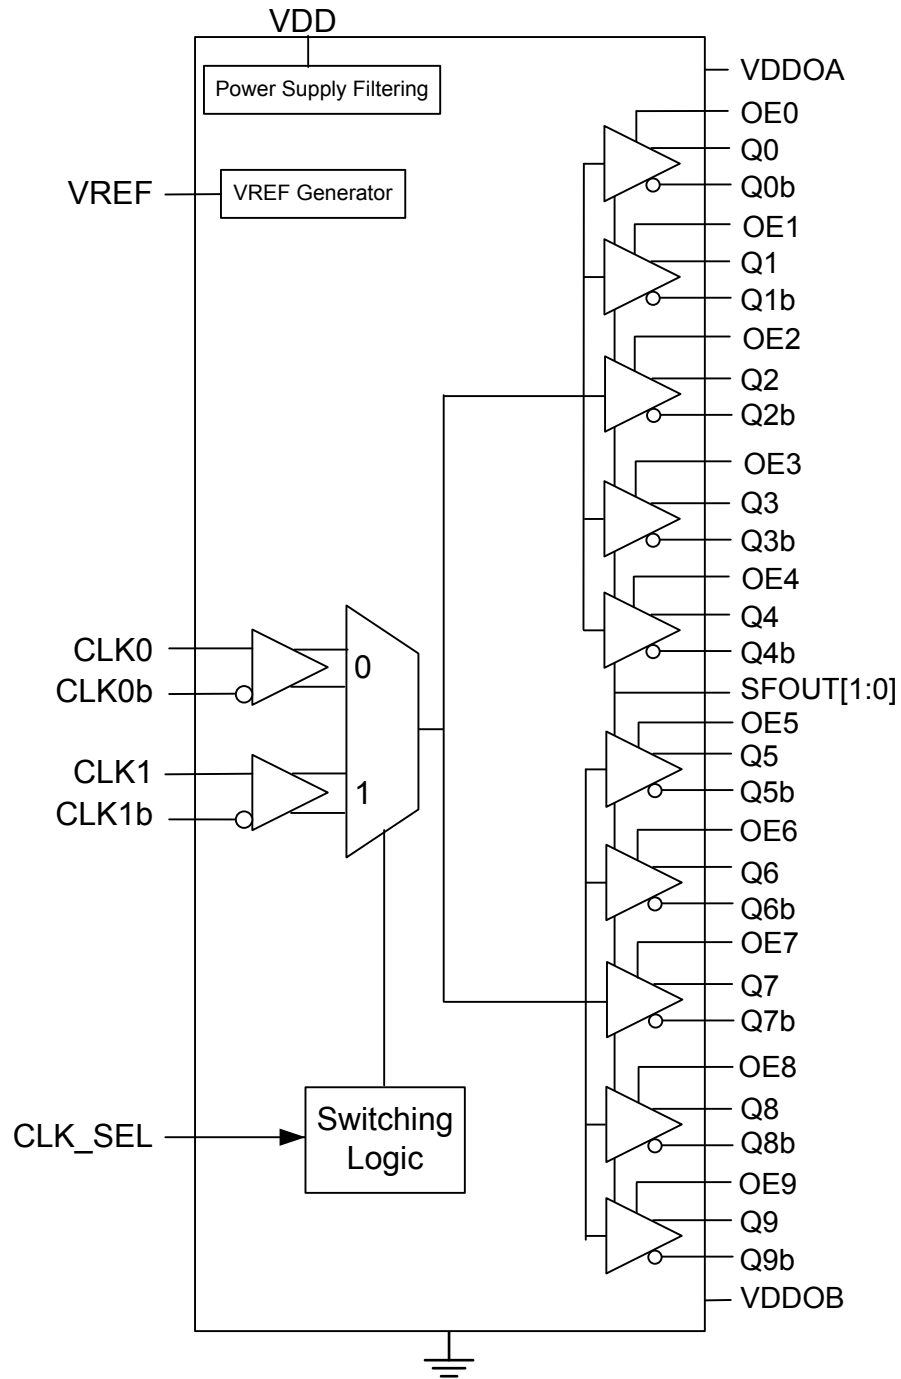 VDD
Power Supply Filtering
VREF
VREF Generator
CLK0
CLK0b
CLK1
CLK1b
0
1
CLK_SEL
Switching
Logic
VDDOA
OE0
Q0
Q0b
OE1
Q1
Q1b
OE2
Q2
Q2b
OE3
Q3
Q3b
OE4
Q4
Q4b
SFOUT[1:0]
OE5
Q5
Q5b
OE6
Q6
Q6b
OE7
Q7
Q7b
OE8
Q8
Q8b
OE9
Q9
Q9b
VDDOB